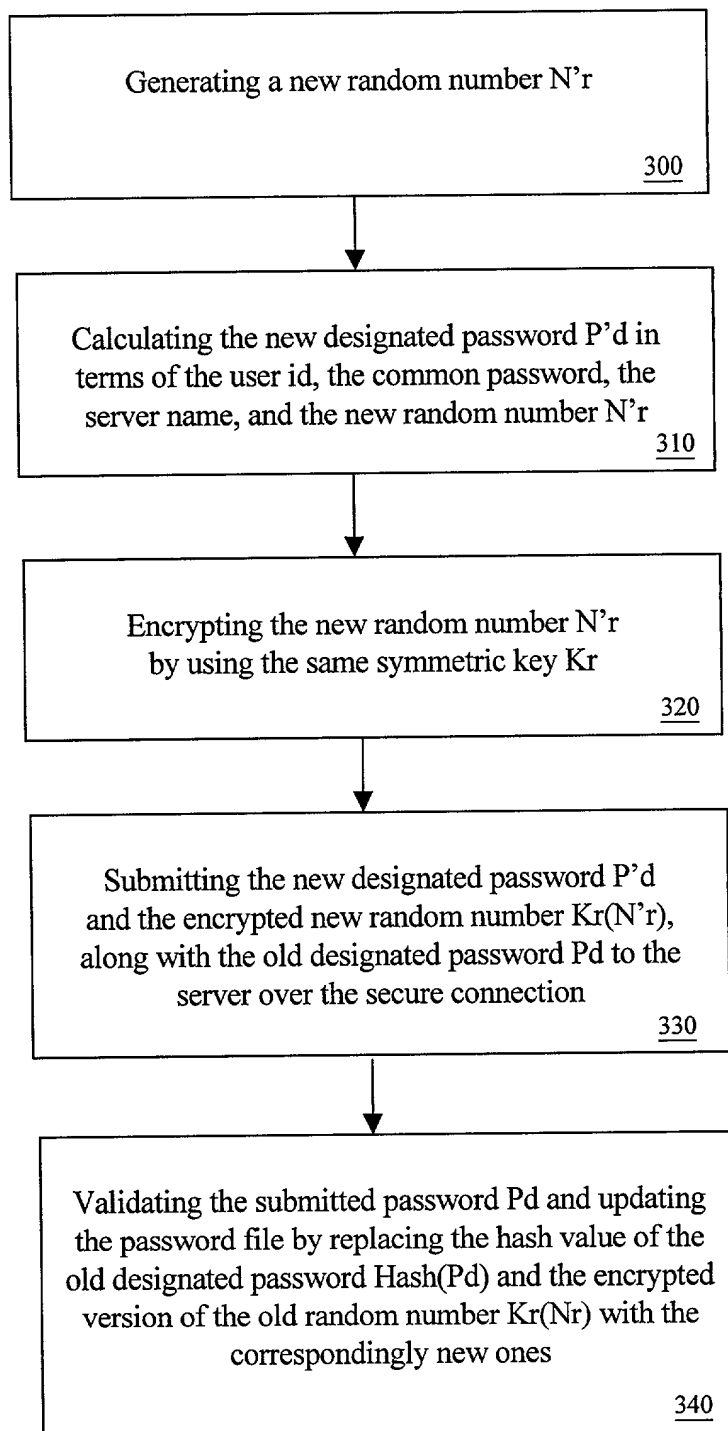 Generating a new random number N'r
300
Calculating the new designated password P'd in
terms of the user id, the common password, the
server name, and the new random number N'r
310
Encrypting the new random number N'r
by using the same symmetric key Kr
320
Submitting the new designated password P'd
and the encrypted new random number Kr(N'r),
along with the old designated password Pd to the
server over the secure connection
330
Validating the submitted password Pd and updating
the password file by replacing the hash value of the
old designated password Hash(Pd) and the encrypted
version of the old random number Kr(Nr) with the
correspondingly new ones
340